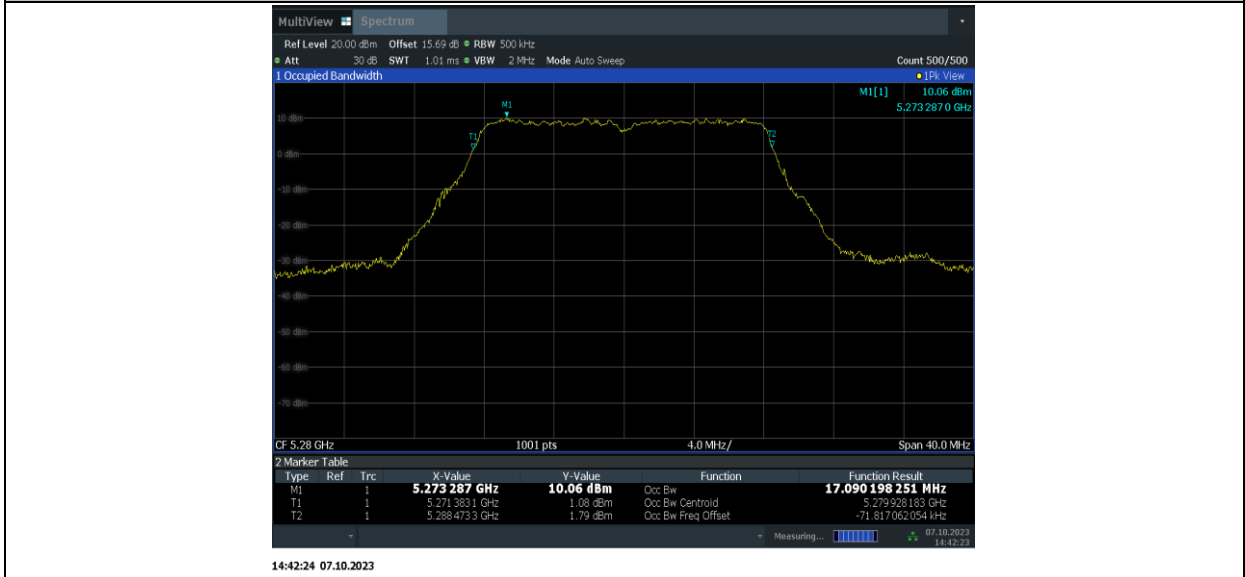 MultiView Spectrum
Ref Level 20.00 dBm Offset 15.69 dB RBW 500 kHz
Att 30 dB SWT 1.01 ms VBW 2 MHz Mode Auto Sweep Count 500/500
1 Occupied Bandwidth 1Pk View
M1[1] 10.06 dBm
5.273 287 0 GHz
M1
10 dBm
T1 T2
0 dBm
-10 dBm
-20 dBm
-30 dBm
-40 dBm
-50 dBm
-60 dBm
-70 dBm
CF 5.28 GHz 1001 pts 4.0 MHz/ Span 40.0 MHz
2 Marker Table
Type Ref Trc X-Value Y-Value Function Function Result
M1 1 5.273 287 GHz 10.06 dBm Occ Bw 17.090 198 251 MHz
T1 1 5.271 383 1 GHz 1.08 dBm Occ Bw Centroid 5.279 928 183 GHz
T2 1 5.288 473 3 GHz 1.79 dBm Occ Bw Freq Offset -71.817 062 054 kHz
Measuring... 07.10.2023
14:42:23
14:42:24 07.10.2023